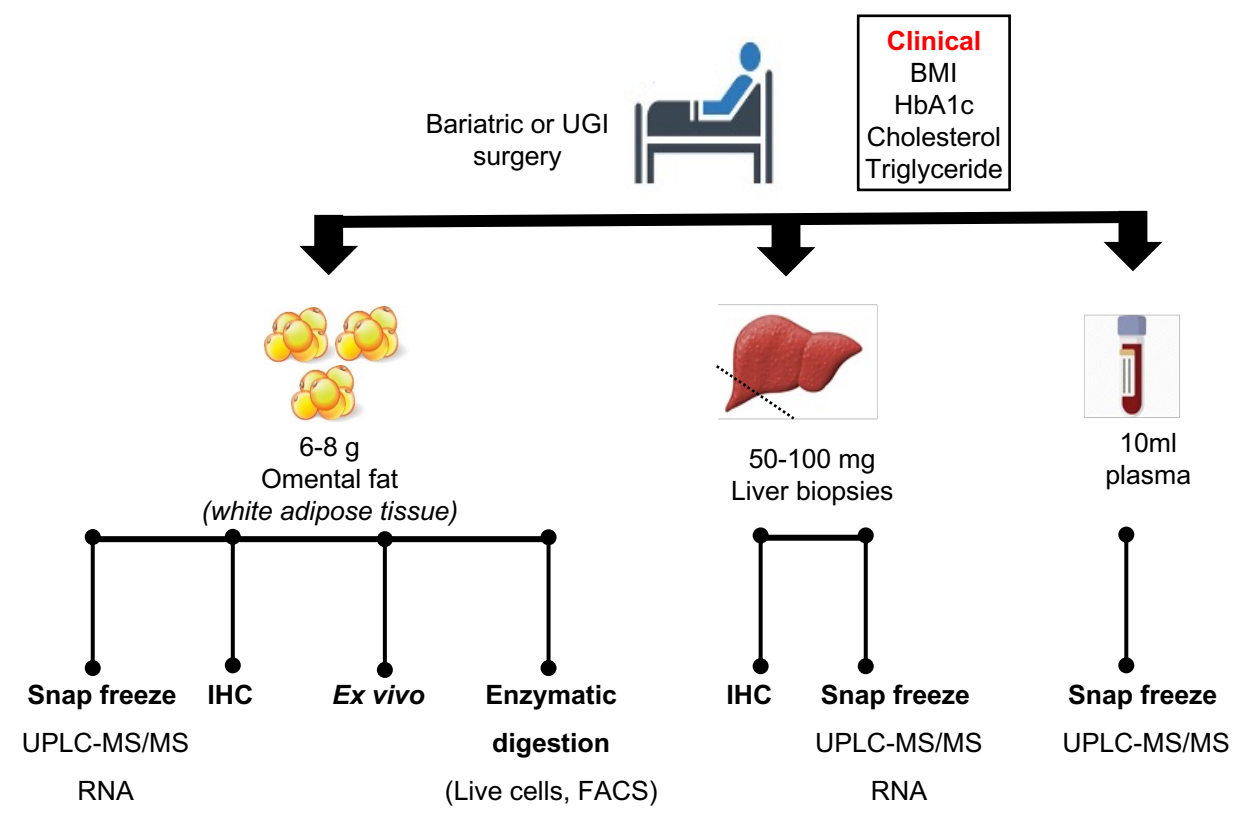 Bariatric or UGI
surgery
Clinical
BMI
HbA1c
Cholesterol
Triglyceride
6-8 g
Omental fat
(white adipose tissue)
50-100 mg
Liver biopsies
10ml
plasma
Snap freeze
UPLC-MS/MS
RNA
IHC
Ex vivo
Enzymatic
digestion
(Live cells, FACS)
IHC
Snap freeze
UPLC-MS/MS
RNA
Snap freeze
UPLC-MS/MS